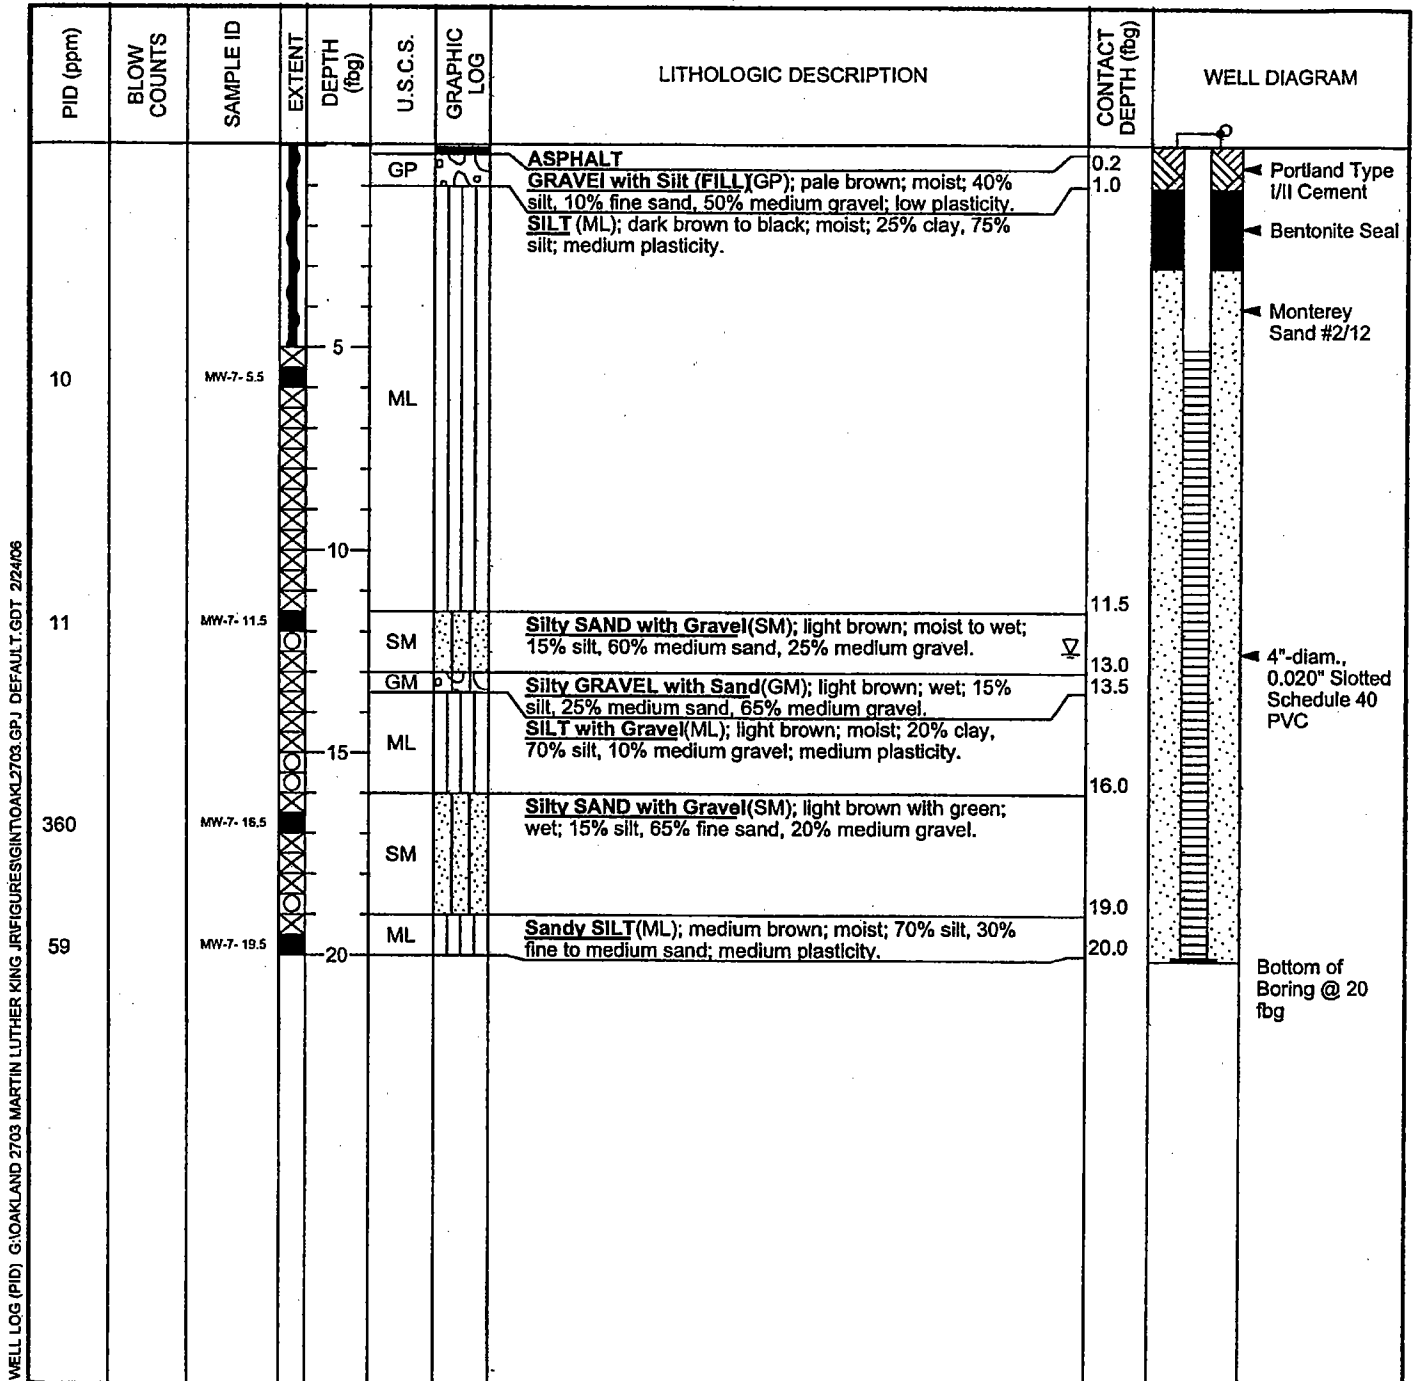 PID (ppm)
BLOW
COUNTS
SAMPLE ID
EXTENT
DEPTH
(fbg)
U.S.C.S.
GRAPHIC
LOG
LITHOLOGIC DESCRIPTION
CONTACT
DEPTH (fbg)
WELL DIAGRAM
ASPHALT
0.2
GP
GRAVEl with Silt (FILL)(GP); pale brown; moist; 40%
silt, 10% fine sand, 50% medium gravel; low plasticity.
1.0
SILT (ML); dark brown to black; moist; 25% clay, 75%
silt; medium plasticity.
Portland Type
I/II Cement
Bentonite Seal
Monterey
Sand #2/12
5
10
MW-7- 5.5
ML
10
11
MW-7- 11.5
11.5
SM
Silty SAND with Gravel(SM); light brown; moist to wet;
15% silt, 60% medium sand, 25% medium gravel.
13.0
GM
Silty GRAVEL with Sand(GM); light brown; wet; 15%
silt, 25% medium sand, 65% medium gravel.
13.5
ML
SILT with Gravel(ML); light brown; moist; 20% clay,
70% silt, 10% medium gravel; medium plasticity.
4"-diam.,
0.020" Slotted
Schedule 40
PVC
15
16.0
360
MW-7- 16.5
SM
Silty SAND with Gravel(SM); light brown with green;
wet; 15% silt, 65% fine sand, 20% medium gravel.
19.0
59
MW-7- 19.5
ML
Sandy SILT(ML); medium brown; moist; 70% silt, 30%
fine to medium sand; medium plasticity.
20
20.0
Bottom of
Boring @ 20
fbg
WELL LOG (PID) G:\OAKLAND 2703 MARTIN LUTHER KING JR\FIGURES\GINT\OAKL2703.GPJ DEFAULT.GDT 2/24/06